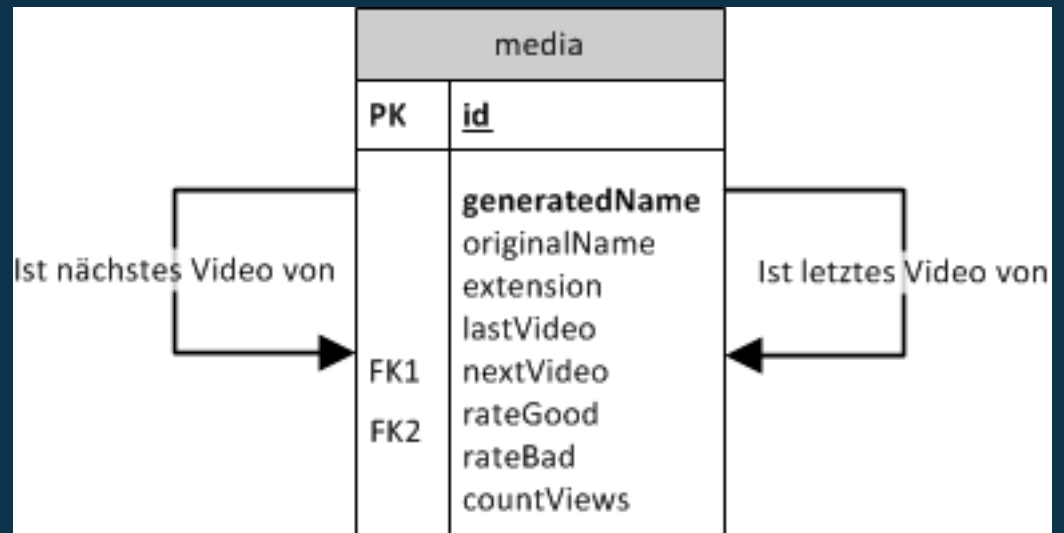 media
PK id
generatedName
originalName
extension
lastVideo
FK1 nextVideo
FK2 rateGood
rateBad
countViews
Ist nächstes Video von
Ist letztes Video von